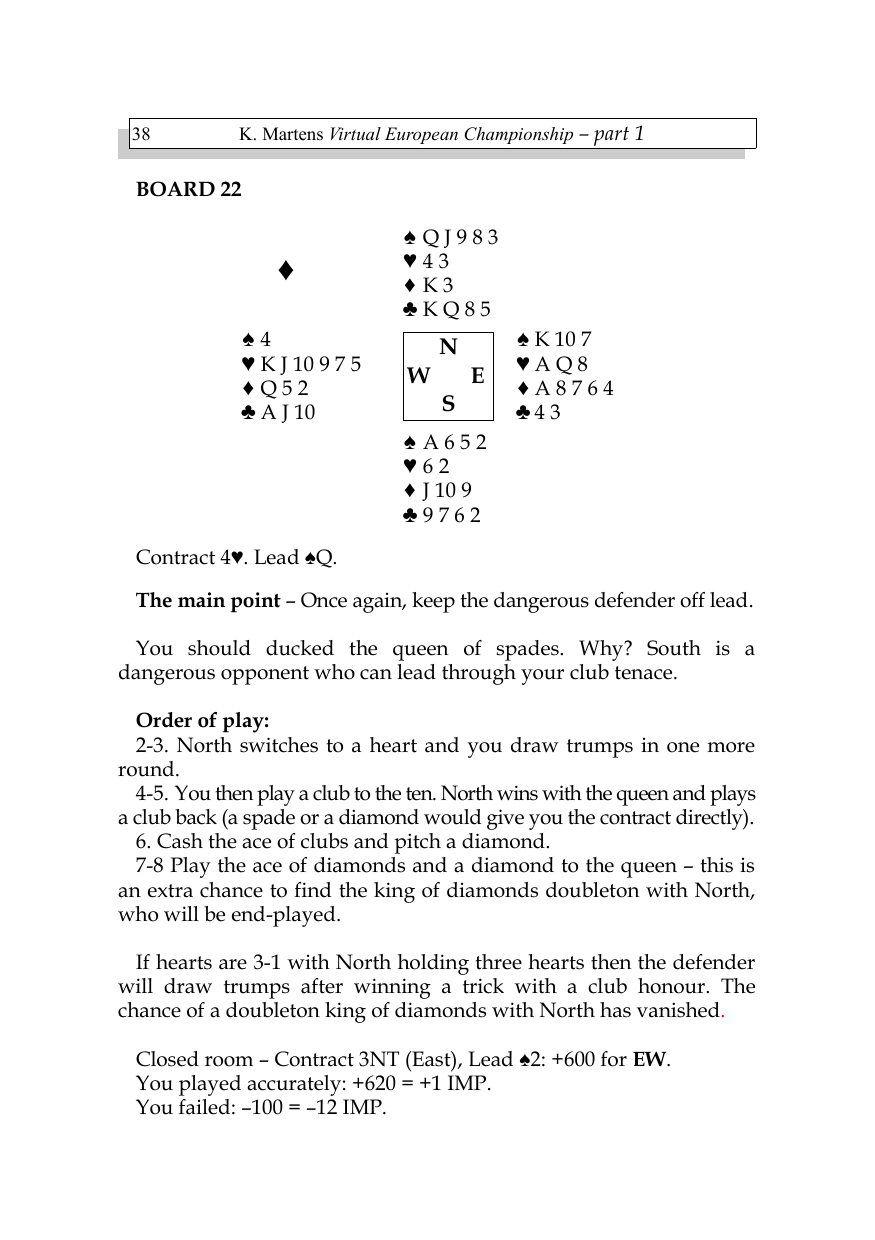 38 K. Martens Virtual European Championship – part 1
BOARD 22
♠ Q J 9 8 3
♥ 4 3
♦
♦ K 3
♣ K Q 8 5
♠ 4
♥ K J 10 9 7 5
♦ Q 5 2
♣ A J 10
N
W E
S
♠ K 10 7
♥ A Q 8
♦ A 8 7 6 4
♣ 4 3
♠ A 6 5 2
♥ 6 2
♦ J 10 9
♣ 9 7 6 2
Contract 4♥. Lead ♠Q.
The main point – Once again, keep the dangerous defender off lead.
You should ducked the queen of spades. Why? South is a
dangerous opponent who can lead through your club tenace.
Order of play:
2-3. North switches to a heart and you draw trumps in one more
round.
4-5. You then play a club to the ten. North wins with the queen and plays
a club back (a spade or a diamond would give you the contract directly).
6. Cash the ace of clubs and pitch a diamond.
7-8 Play the ace of diamonds and a diamond to the queen – this is
an extra chance to find the king of diamonds doubleton with North,
who will be end-played.
If hearts are 3-1 with North holding three hearts then the defender
will draw trumps after winning a trick with a club honour. The
chance of a doubleton king of diamonds with North has vanished.
Closed room – Contract 3NT (East), Lead ♠2: +600 for EW.
You played accurately: +620 = +1 IMP.
You failed: –100 = –12 IMP.